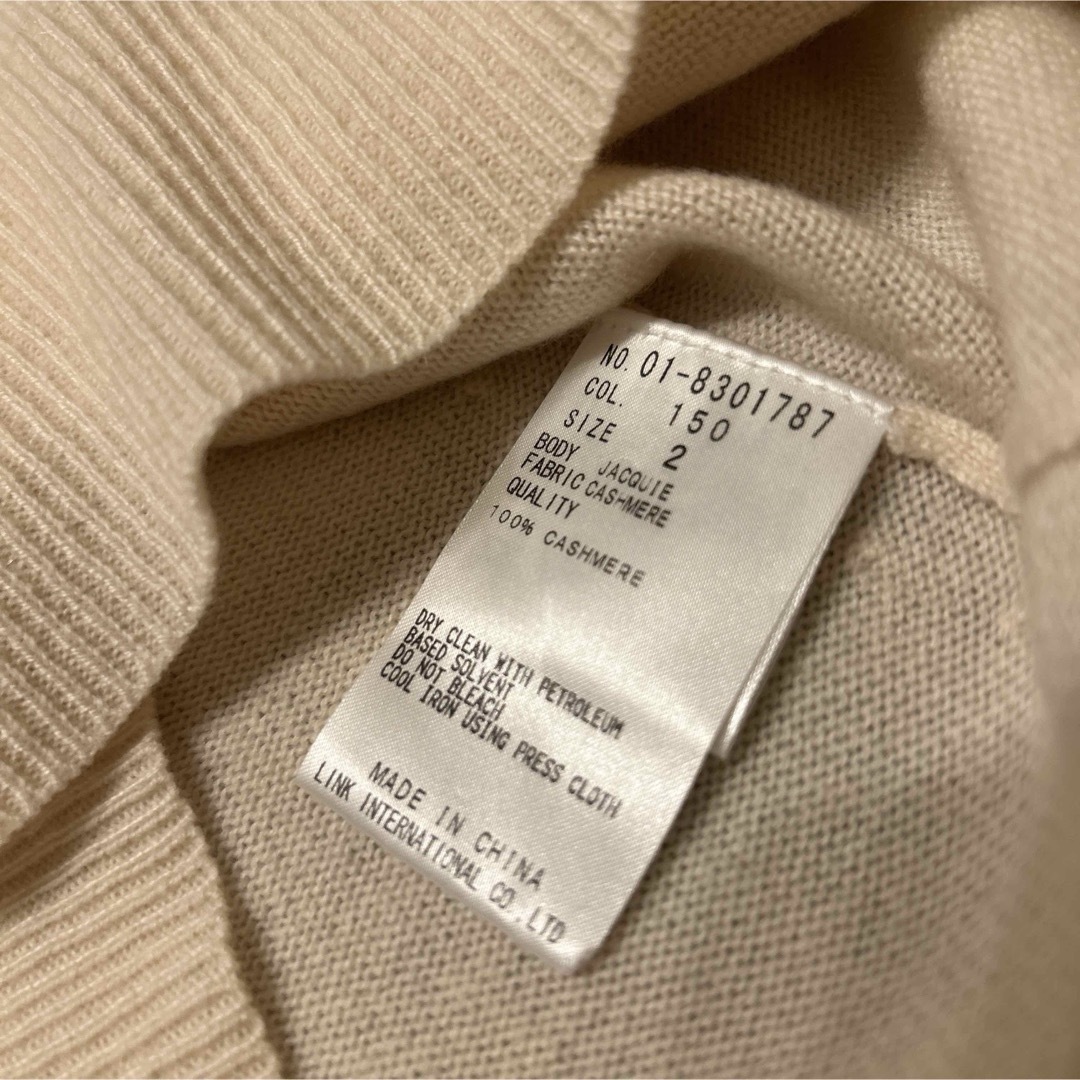 NO. 01-8301787
COL. 150
SIZE 2
BODY JACQUIE
FABRIC CASHMERE
QUALITY
100% CASHMERE
DRY CLEAN WITH PETROLEUM
BASED SOLVENT
DO NOT BLEACH
COOL IRON USING PRESS CLOTH
MADE IN CHINA
LINK INTERNATIONAL CO.,LTD